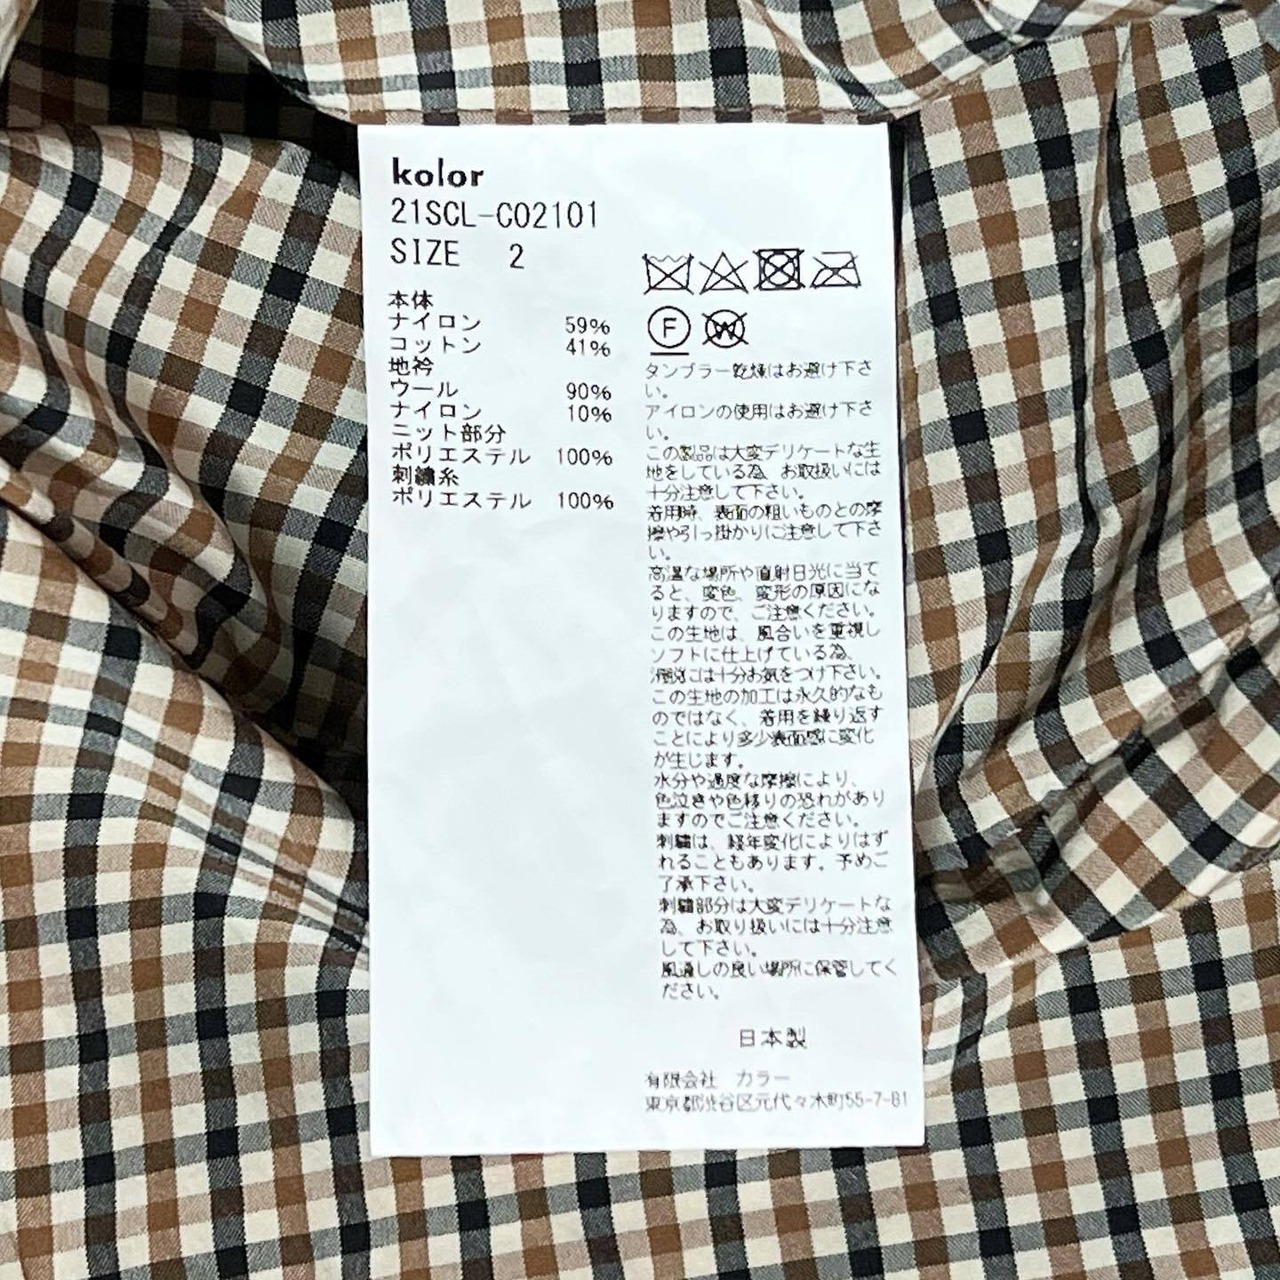 kolor
21SCL-C02101
SIZE 2
本体
ナイロン 59%
コットン 41%
地衿
ウール 90%
ナイロン 10%
ニット部分
ポリエステル 100%
刺繍糸
ポリエステル 100%
F
W
タンブラー乾燥はお避け下さ
い。
アイロンの使用はお避け下さ
い。
この製品は大変デリケートな生
地をしている為、お取扱いには
十分注意して下さい。
着用時、表面の粗いものとの摩
擦や引っ掛かりに注意して下さ
い。
高温な場所や直射日光に当て
ると、変色、変形の原因にな
りますので、ご注意ください。
この生地は、風合いを重視し
ソフトに仕上げている為、
滑脱には十分お気をつけ下さい。
この生地の加工は永久的なも
のではなく、着用を繰り返す
ことにより多少表面感に変化
が生じます。
水分や過度な摩擦により、
色泣きや色移りの恐れがあり
ますのでご注意ください。
刺繍は、経年変化によりはず
れることもあります。予めご
了承下さい。
刺繍部分は大変デリケートな
為、お取り扱いには十分注意
して下さい。
風通しの良い場所に保管してく
ださい。
日本製
有限会社 カラー
東京都渋谷区元代々木町55-7-B1